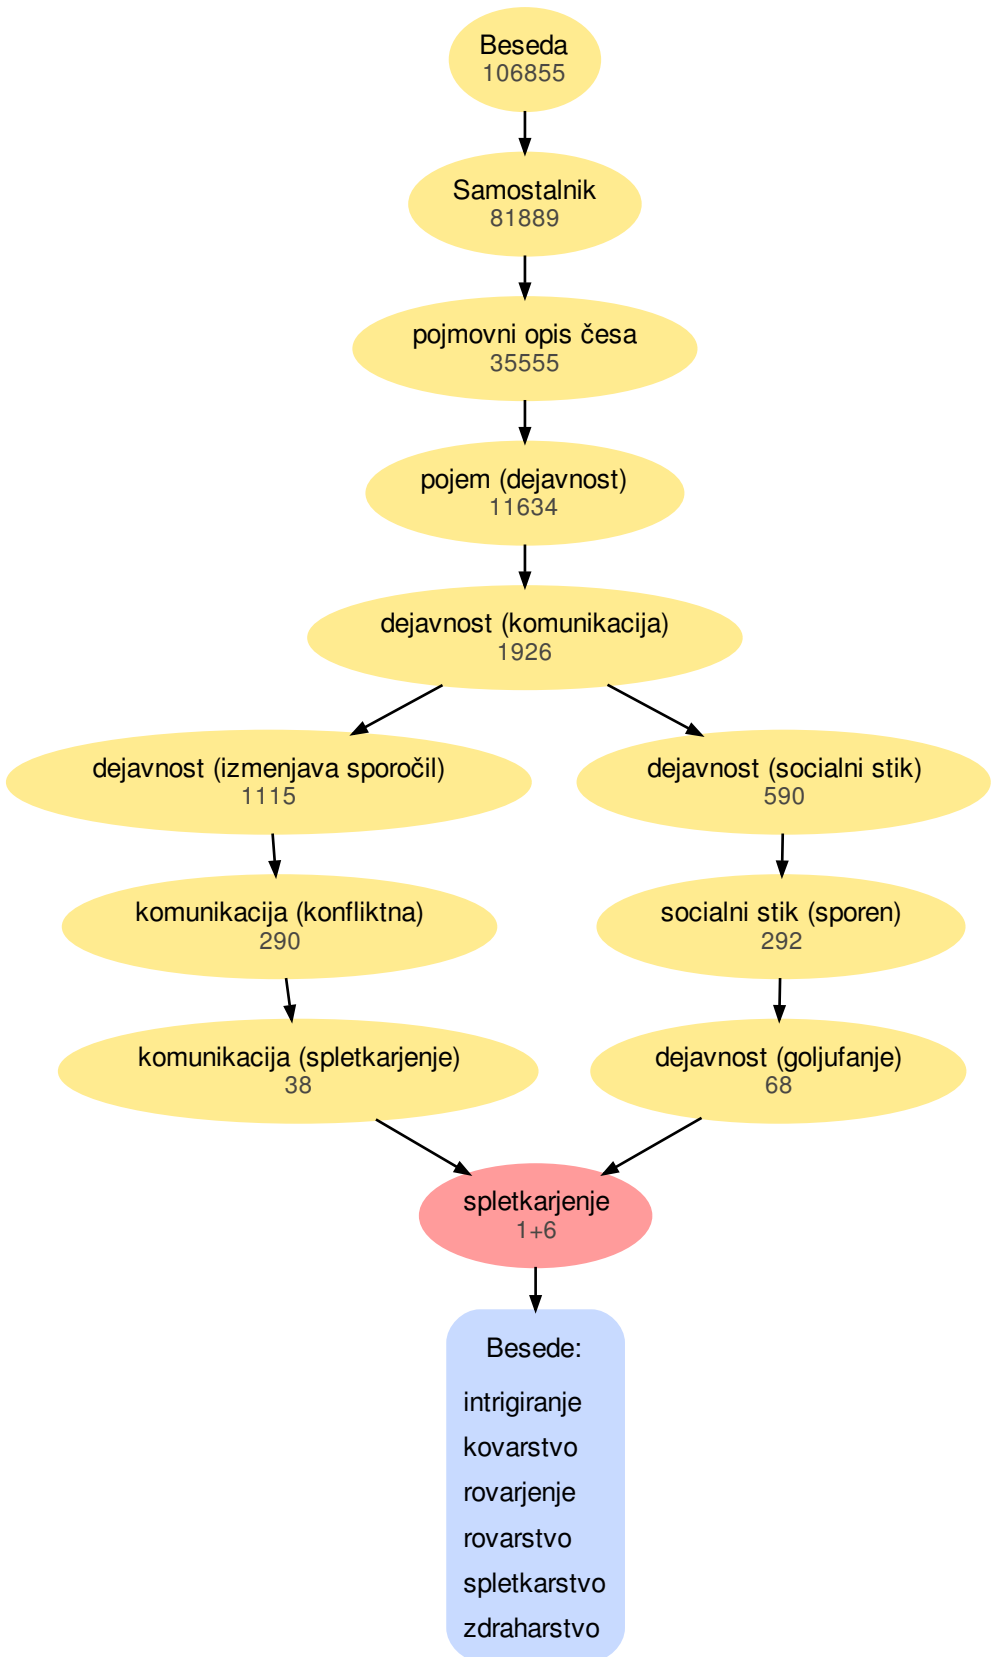 Beseda
106855
Samostalnik
81889
pojmovni opis česa
35555
pojem (dejavnost)
11634
dejavnost (komunikacija)
1926
dejavnost (izmenjava sporočil)
1115
dejavnost (socialni stik)
590
komunikacija (konfliktna)
290
socialni stik (sporen)
292
komunikacija (spletkarjenje)
38
dejavnost (goljufanje)
68
spletkarjenje
1+6
Besede:
intrigiranje
kovarstvo
rovarjenje
rovarstvo
spletkarstvo
zdraharstvo